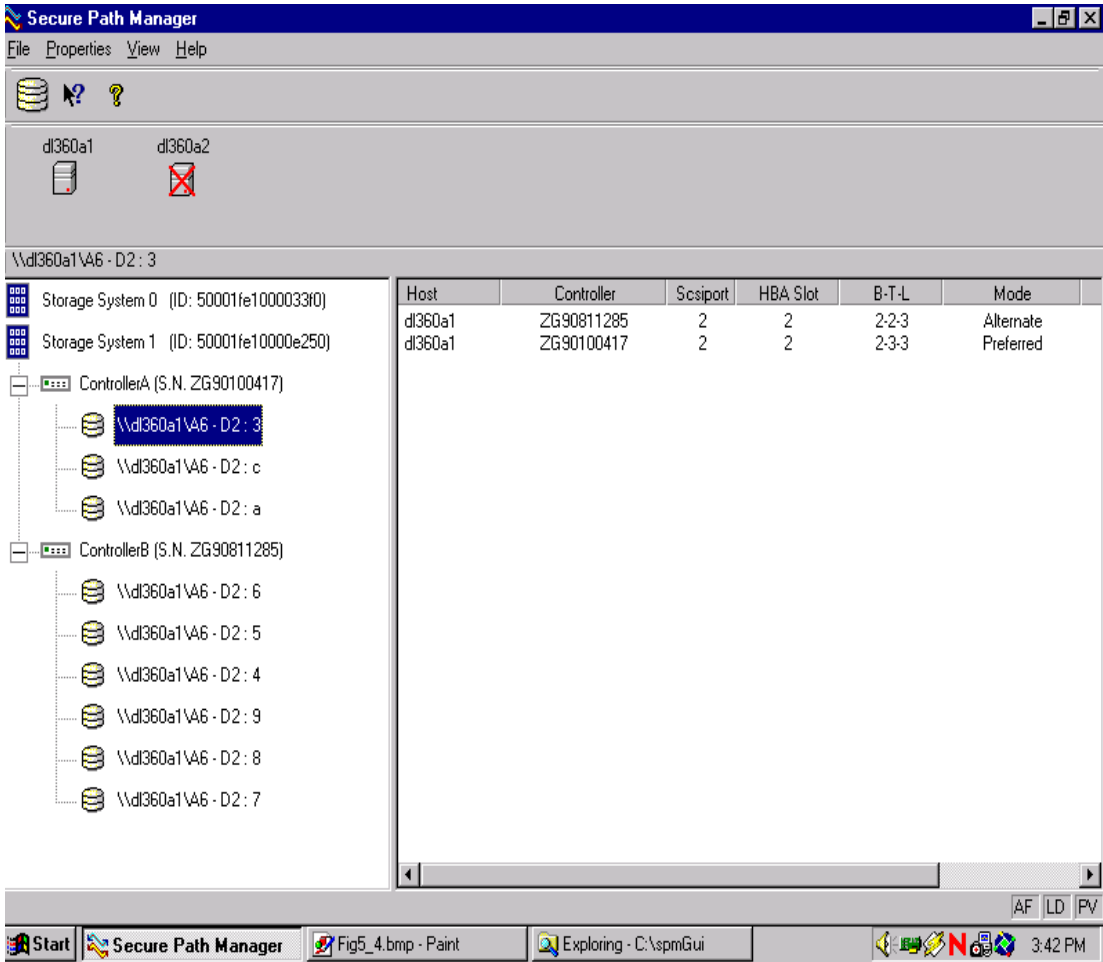 Secure Path Manager
File Properties View Help
dl360a1 dl360a2
\\dl360a1\A6 - D2 : 3
Storage System 0 (ID: 50001fe1000033f0)
Storage System 1 (ID: 50001fe10000e250)
ControllerA (S.N. ZG90100417)
\\dl360a1\A6 - D2 : 3
\\dl360a1\A6 - D2 : c
\\dl360a1\A6 - D2 : a
ControllerB (S.N. ZG90811285)
\\dl360a1\A6 - D2 : 6
\\dl360a1\A6 - D2 : 5
\\dl360a1\A6 - D2 : 4
\\dl360a1\A6 - D2 : 9
\\dl360a1\A6 - D2 : 8
\\dl360a1\A6 - D2 : 7
Host Controller Scsiport HBA Slot B-T-L Mode
dl360a1 ZG90811285 2 2 2-2-3 Alternate
dl360a1 ZG90100417 2 2 2-3-3 Preferred
AF LD PV
Start Secure Path Manager Fig5_4.bmp - Paint Exploring - C:\spmGui N 3:42 PM